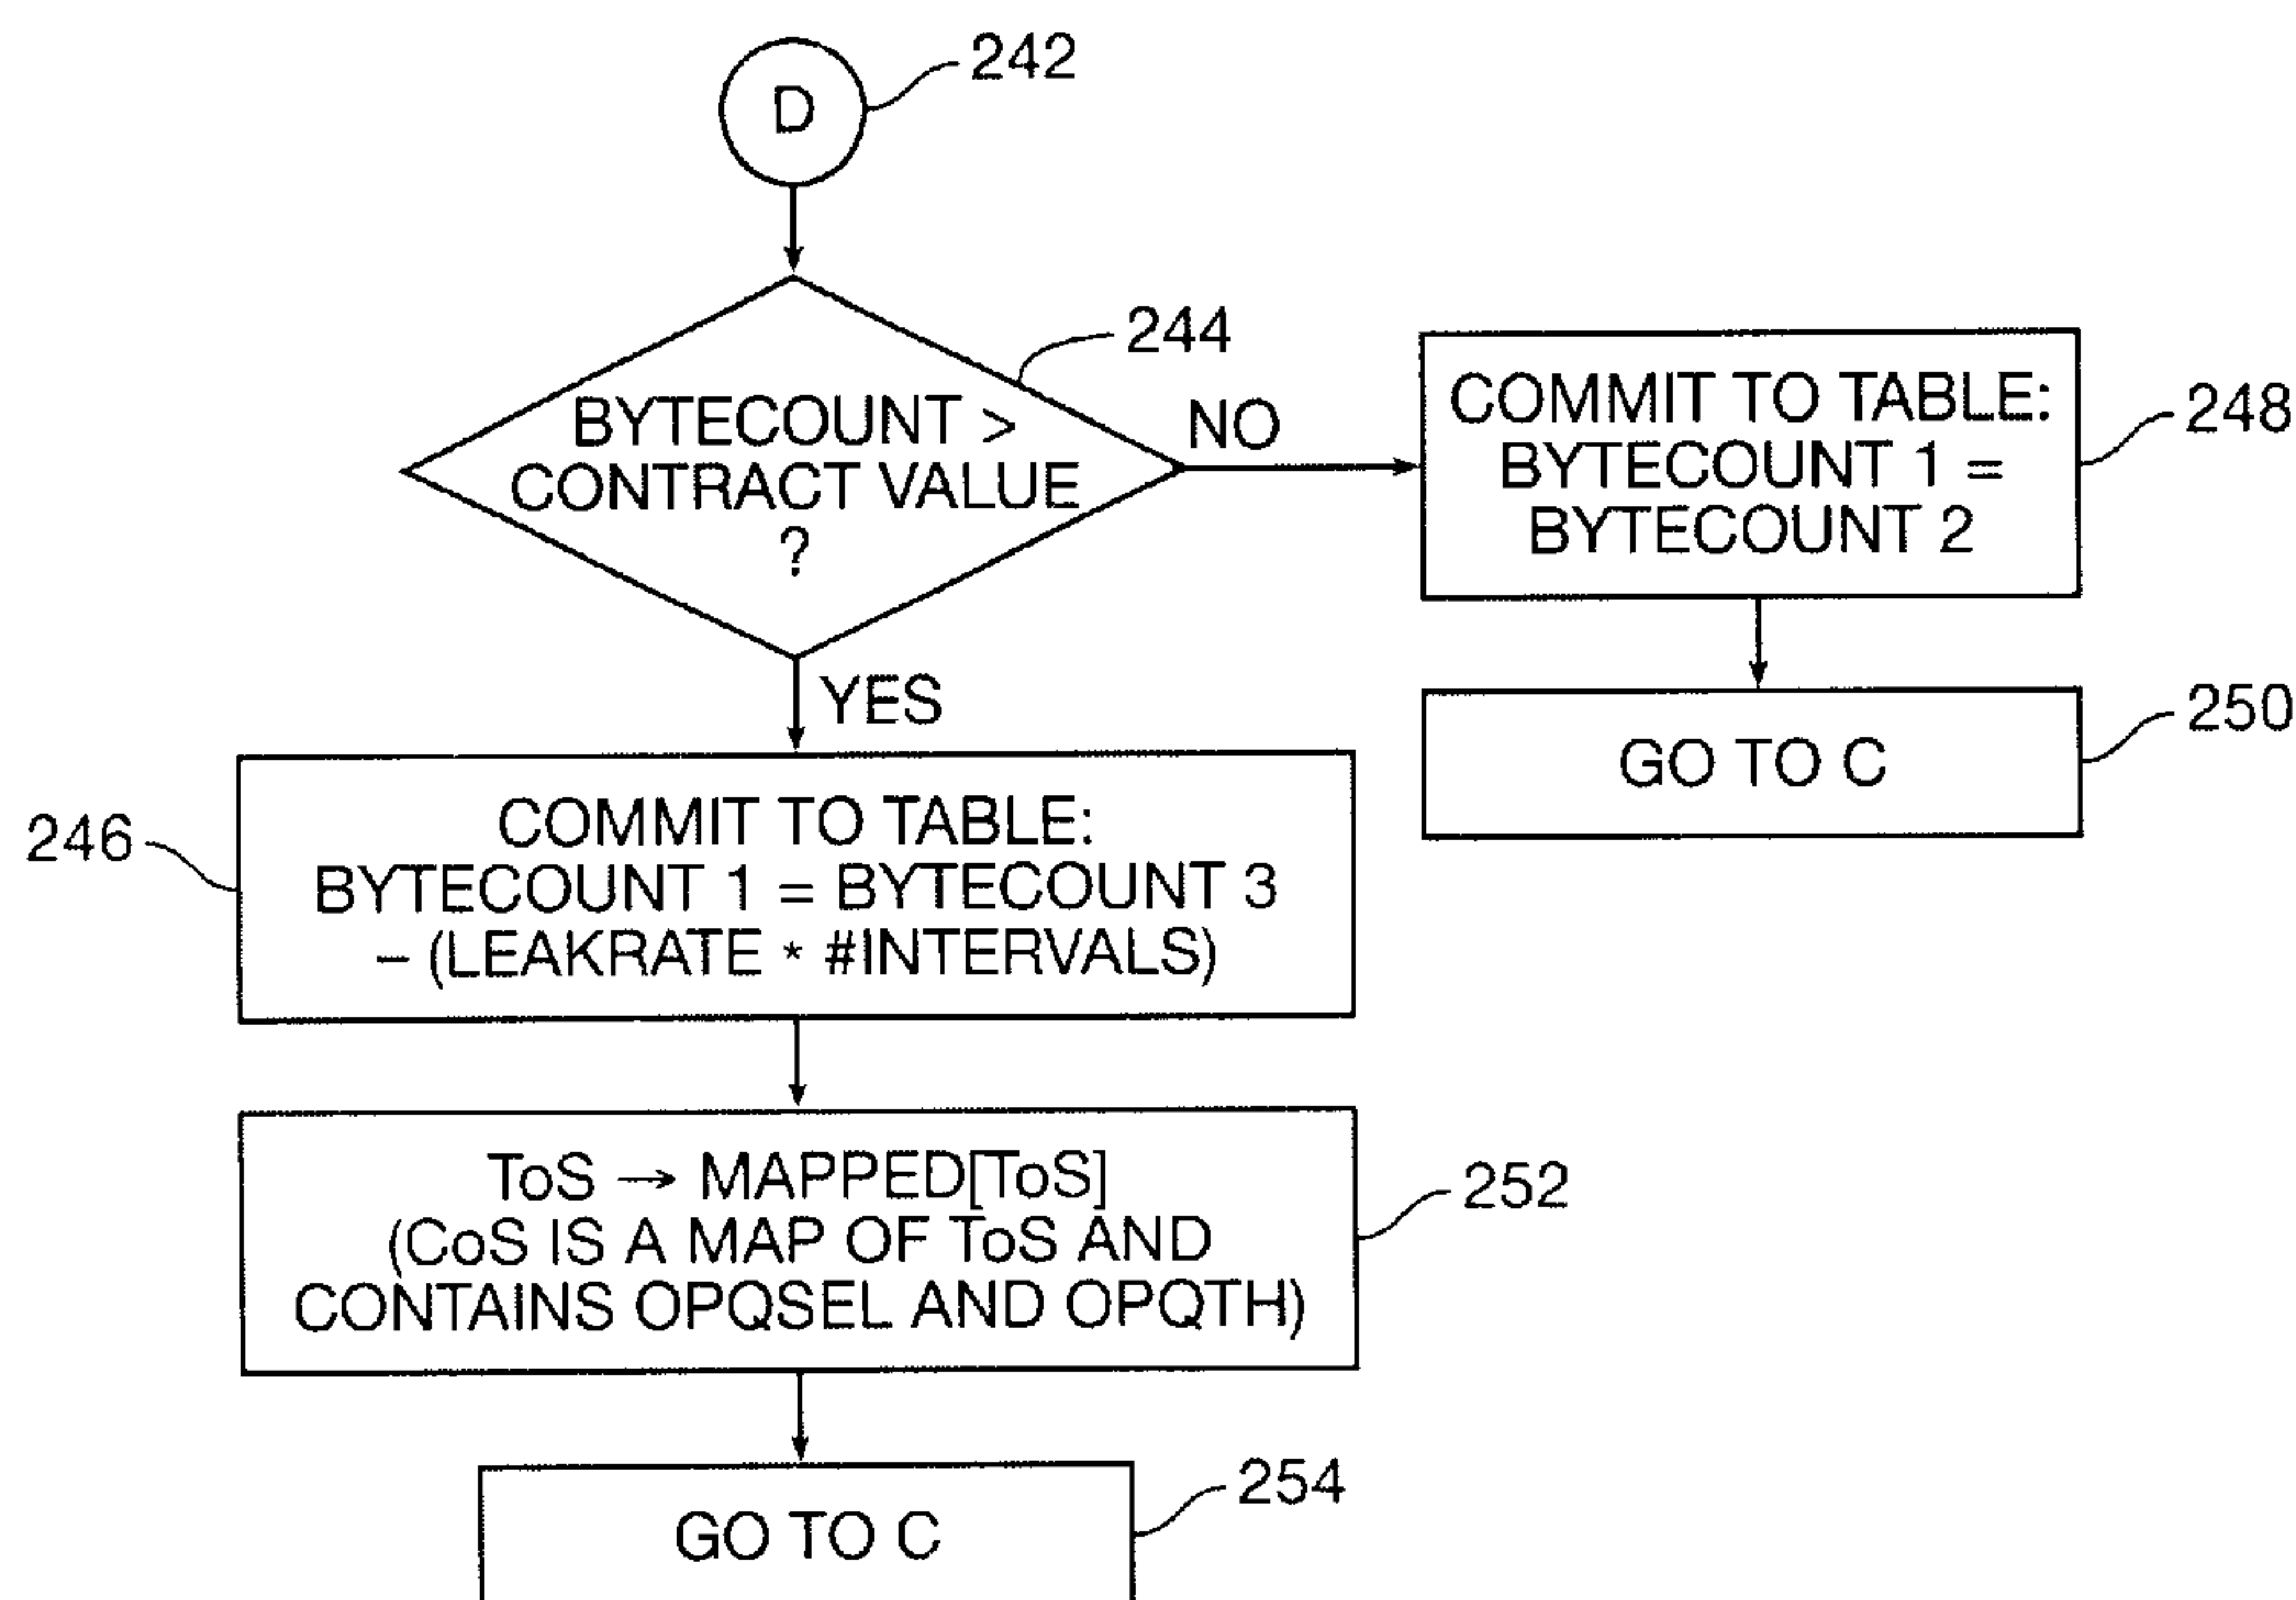 D
242
244
BYTECOUNT >
CONTRACT VALUE
?
NO
COMMIT TO TABLE:
BYTECOUNT 1 =
BYTECOUNT 2
248
YES
GO TO C
250
246
COMMIT TO TABLE:
BYTECOUNT 1 = BYTECOUNT 3
– (LEAKRATE * #INTERVALS)
ToS → MAPPED[ToS]
(CoS IS A MAP OF ToS AND
CONTAINS OPQSEL AND OPQTH)
252
GO TO C
254